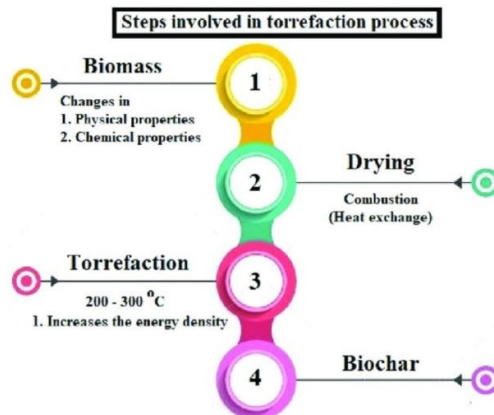 Steps involved in torrefaction process
Biomass
1
Changes in
1. Physical properties
2. Chemical properties
Drying
2
Combustion
(Heat exchange)
Torrefaction
3
200 - 300 °C
1. Increases the energy density
4
Biochar